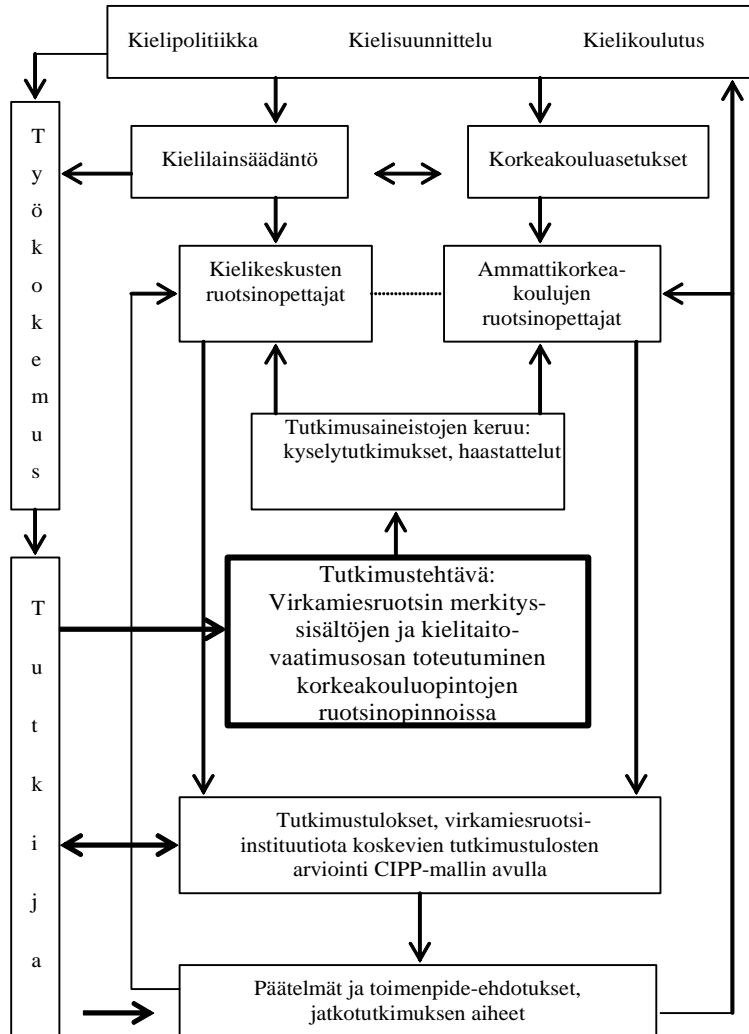 Kielipolitiikka Kielisuunnittelu Kielikoulutus
Työkokemus
Kielilainsäädäntö
Korkeakouluasetukset
Kielikeskusten
ruotsinopettajat
Ammattikorkea-
koulujen
ruotsinopettajat
Tutkimusaineistojen keruu:
kyselytutkimukset, haastattelut
Tutkimustehtävä:
Virkamiesruotsin merkitys-
sisältöjen ja kielitaito-
vaatimusosan toteutuminen
korkeakouluopintojen
ruotsinopinnoissa
Tutkija
Tutkimustulokset, virkamiesruotsi-
instituutiota koskevien tutkimustulosten
arviointi CIPP-mallin avulla
Päätelmät ja toimenpide-ehdotukset,
jatkotutkimuksen aiheet